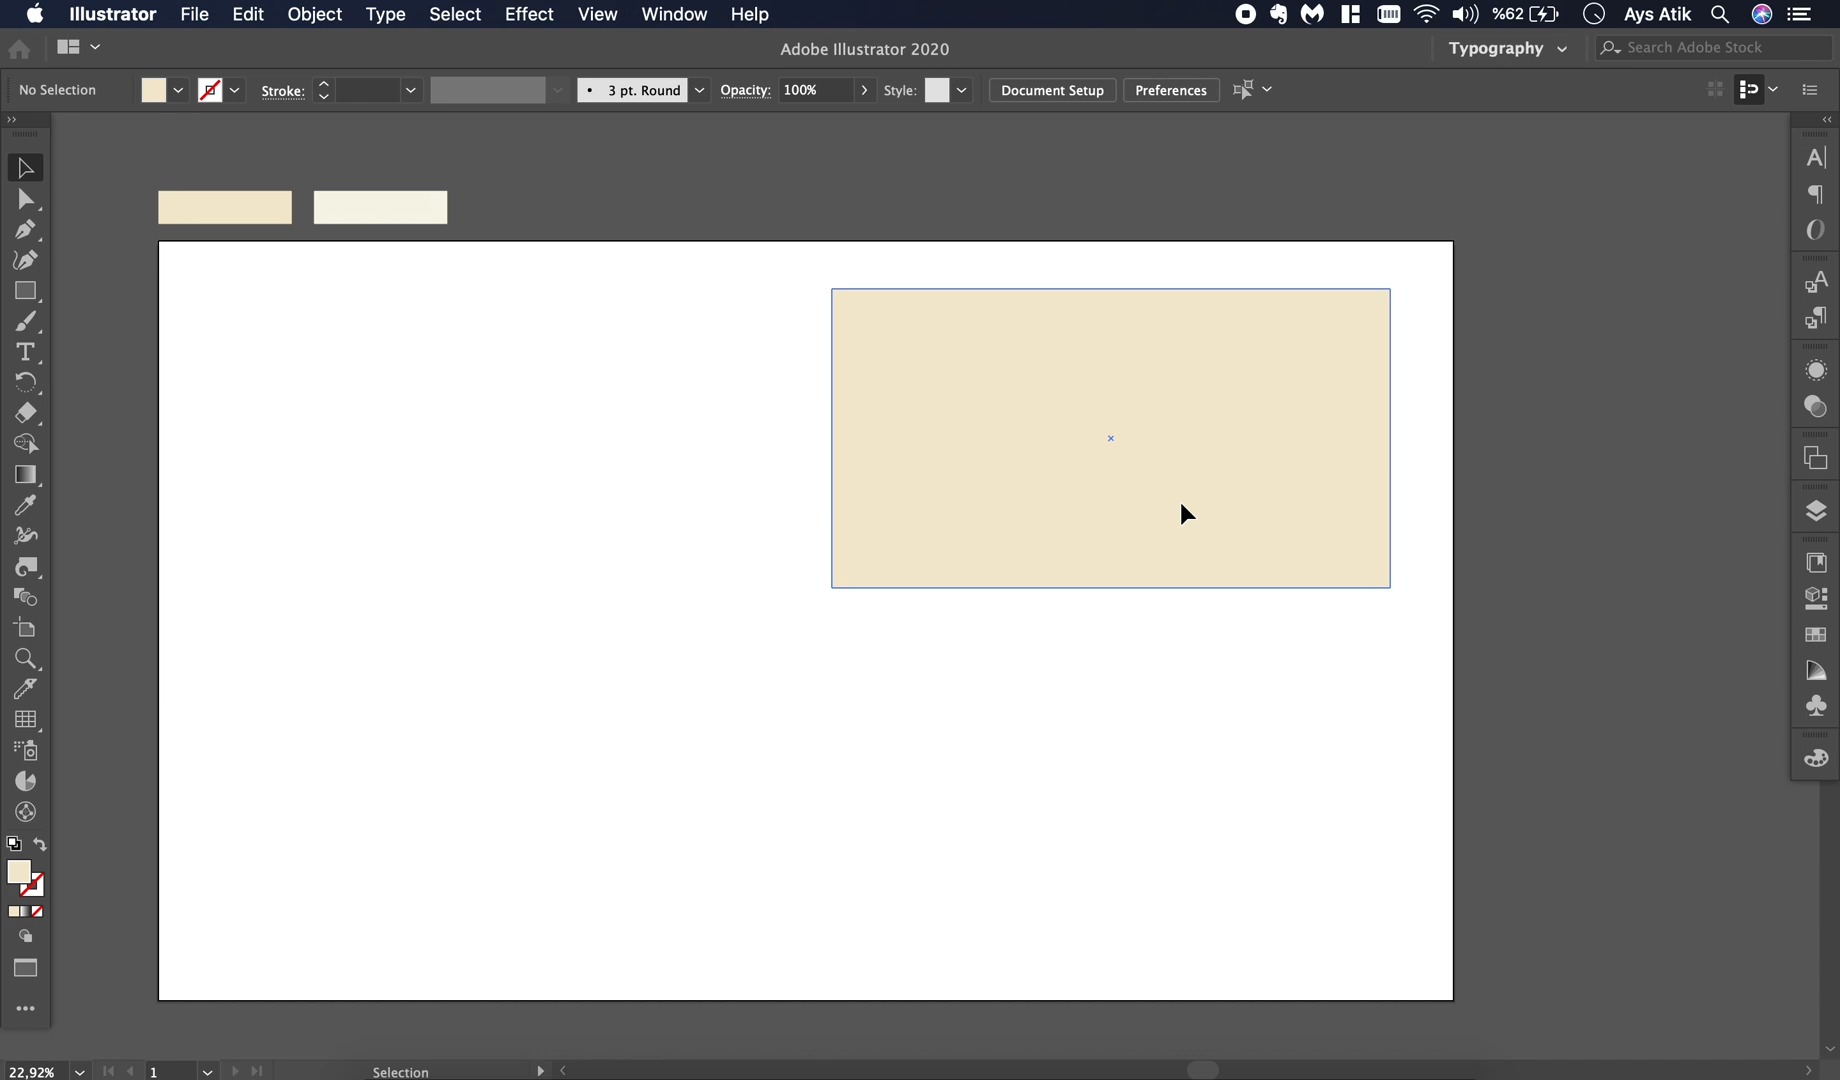 Illustrator File Edit Object Type Select Effect View Window Help %62 Ays Atik
Adobe Illustrator 2020 Typography Search Adobe Stock
No Selection Stroke: 3 pt. Round Opacity: 100% Style: Document Setup Preferences
22,92% 1 Selection